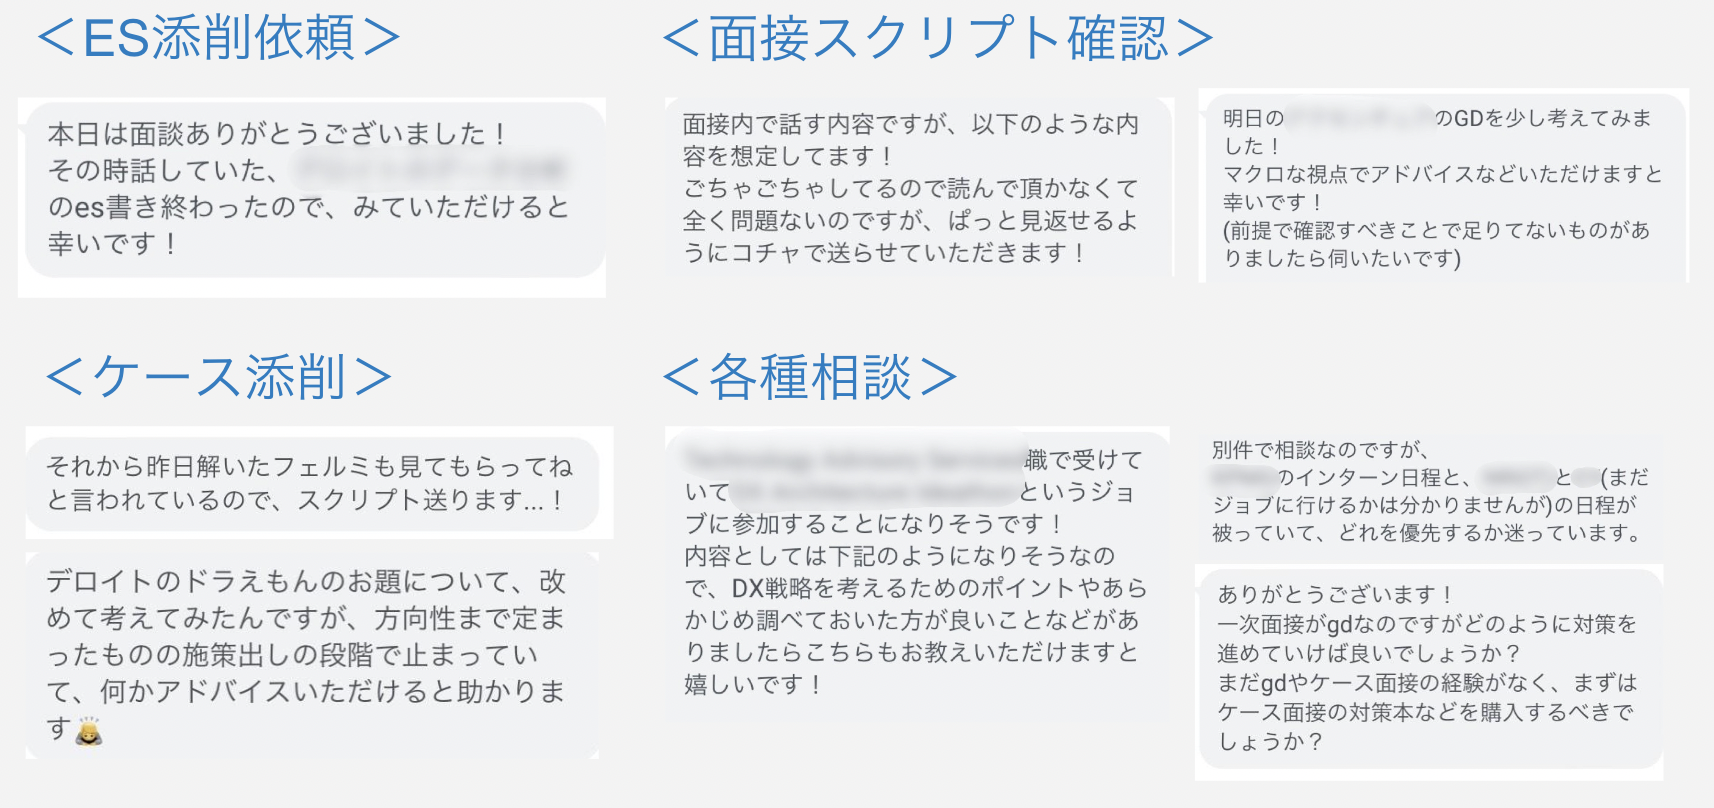 ＜ES添削依頼＞
本日は面談ありがとうございました！
その時話していた、
のes書き終わったので、みていただけると
幸いです！
＜面接スクリプト確認＞
面接内で話す内容ですが、以下のような内
容を想定してます！
ごちゃごちゃしてるので読んで頂かなくて
全く問題ないのですが、ぱっと見返せるよ
うにコチャで送らせていただきます！
明日の のGDを少し考えてみま
した！
マクロな視点でアドバイスなどいただけますと
幸いです！
(前提で確認すべきことで足りてないものがあ
りましたら伺いたいです)
＜ケース添削＞
それから昨日解いたフェルミも見てもらってね
と言われているので、スクリプト送ります...！
デロイトのドラえもんのお題について、改
めて考えてみたんですが、方向性まで定ま
ったものの施策出しの段階で止まってい
て、何かアドバイスいただけると助かりま
す🙇
＜各種相談＞
職で受けて
いて というジョ
ブに参加することになりそうです！
内容としては下記のようになりそうなの
で、DX戦略を考えるためのポイントやあら
かじめ調べておいた方が良いことなどがあ
りましたらこちらもお教えいただけますと
嬉しいです！
別件で相談なのですが、
のインターン日程と、 と (まだ
ジョブに行けるかは分かりませんが)の日程が
被っていて、どれを優先するか迷っています。
ありがとうございます！
一次面接がgdなのですがどのように対策を
進めていけば良いでしょうか？
まだgdやケース面接の経験がなく、まずは
ケース面接の対策本などを購入するべきで
しょうか？